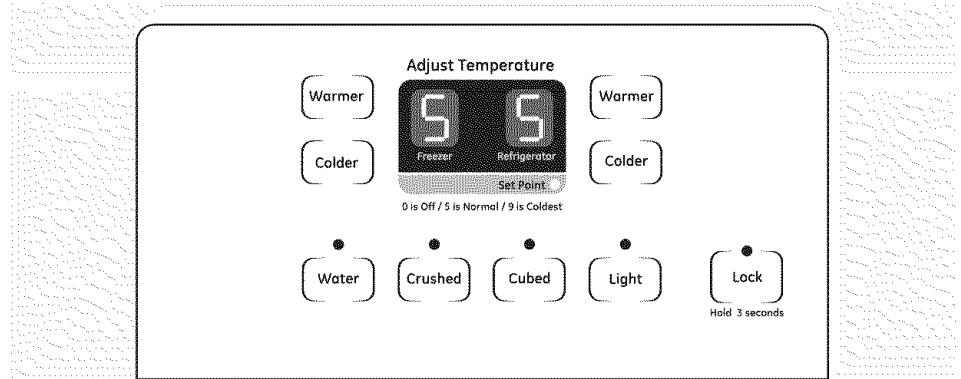 Adjust Temperature
Warmer
5 5
Warmer
Colder
Freezer Refrigerator
Colder
Set Point
0 is Off / 5 is Normal / 9 is Coldest
Water Crushed Cubed Light Lock
Hold 3 seconds